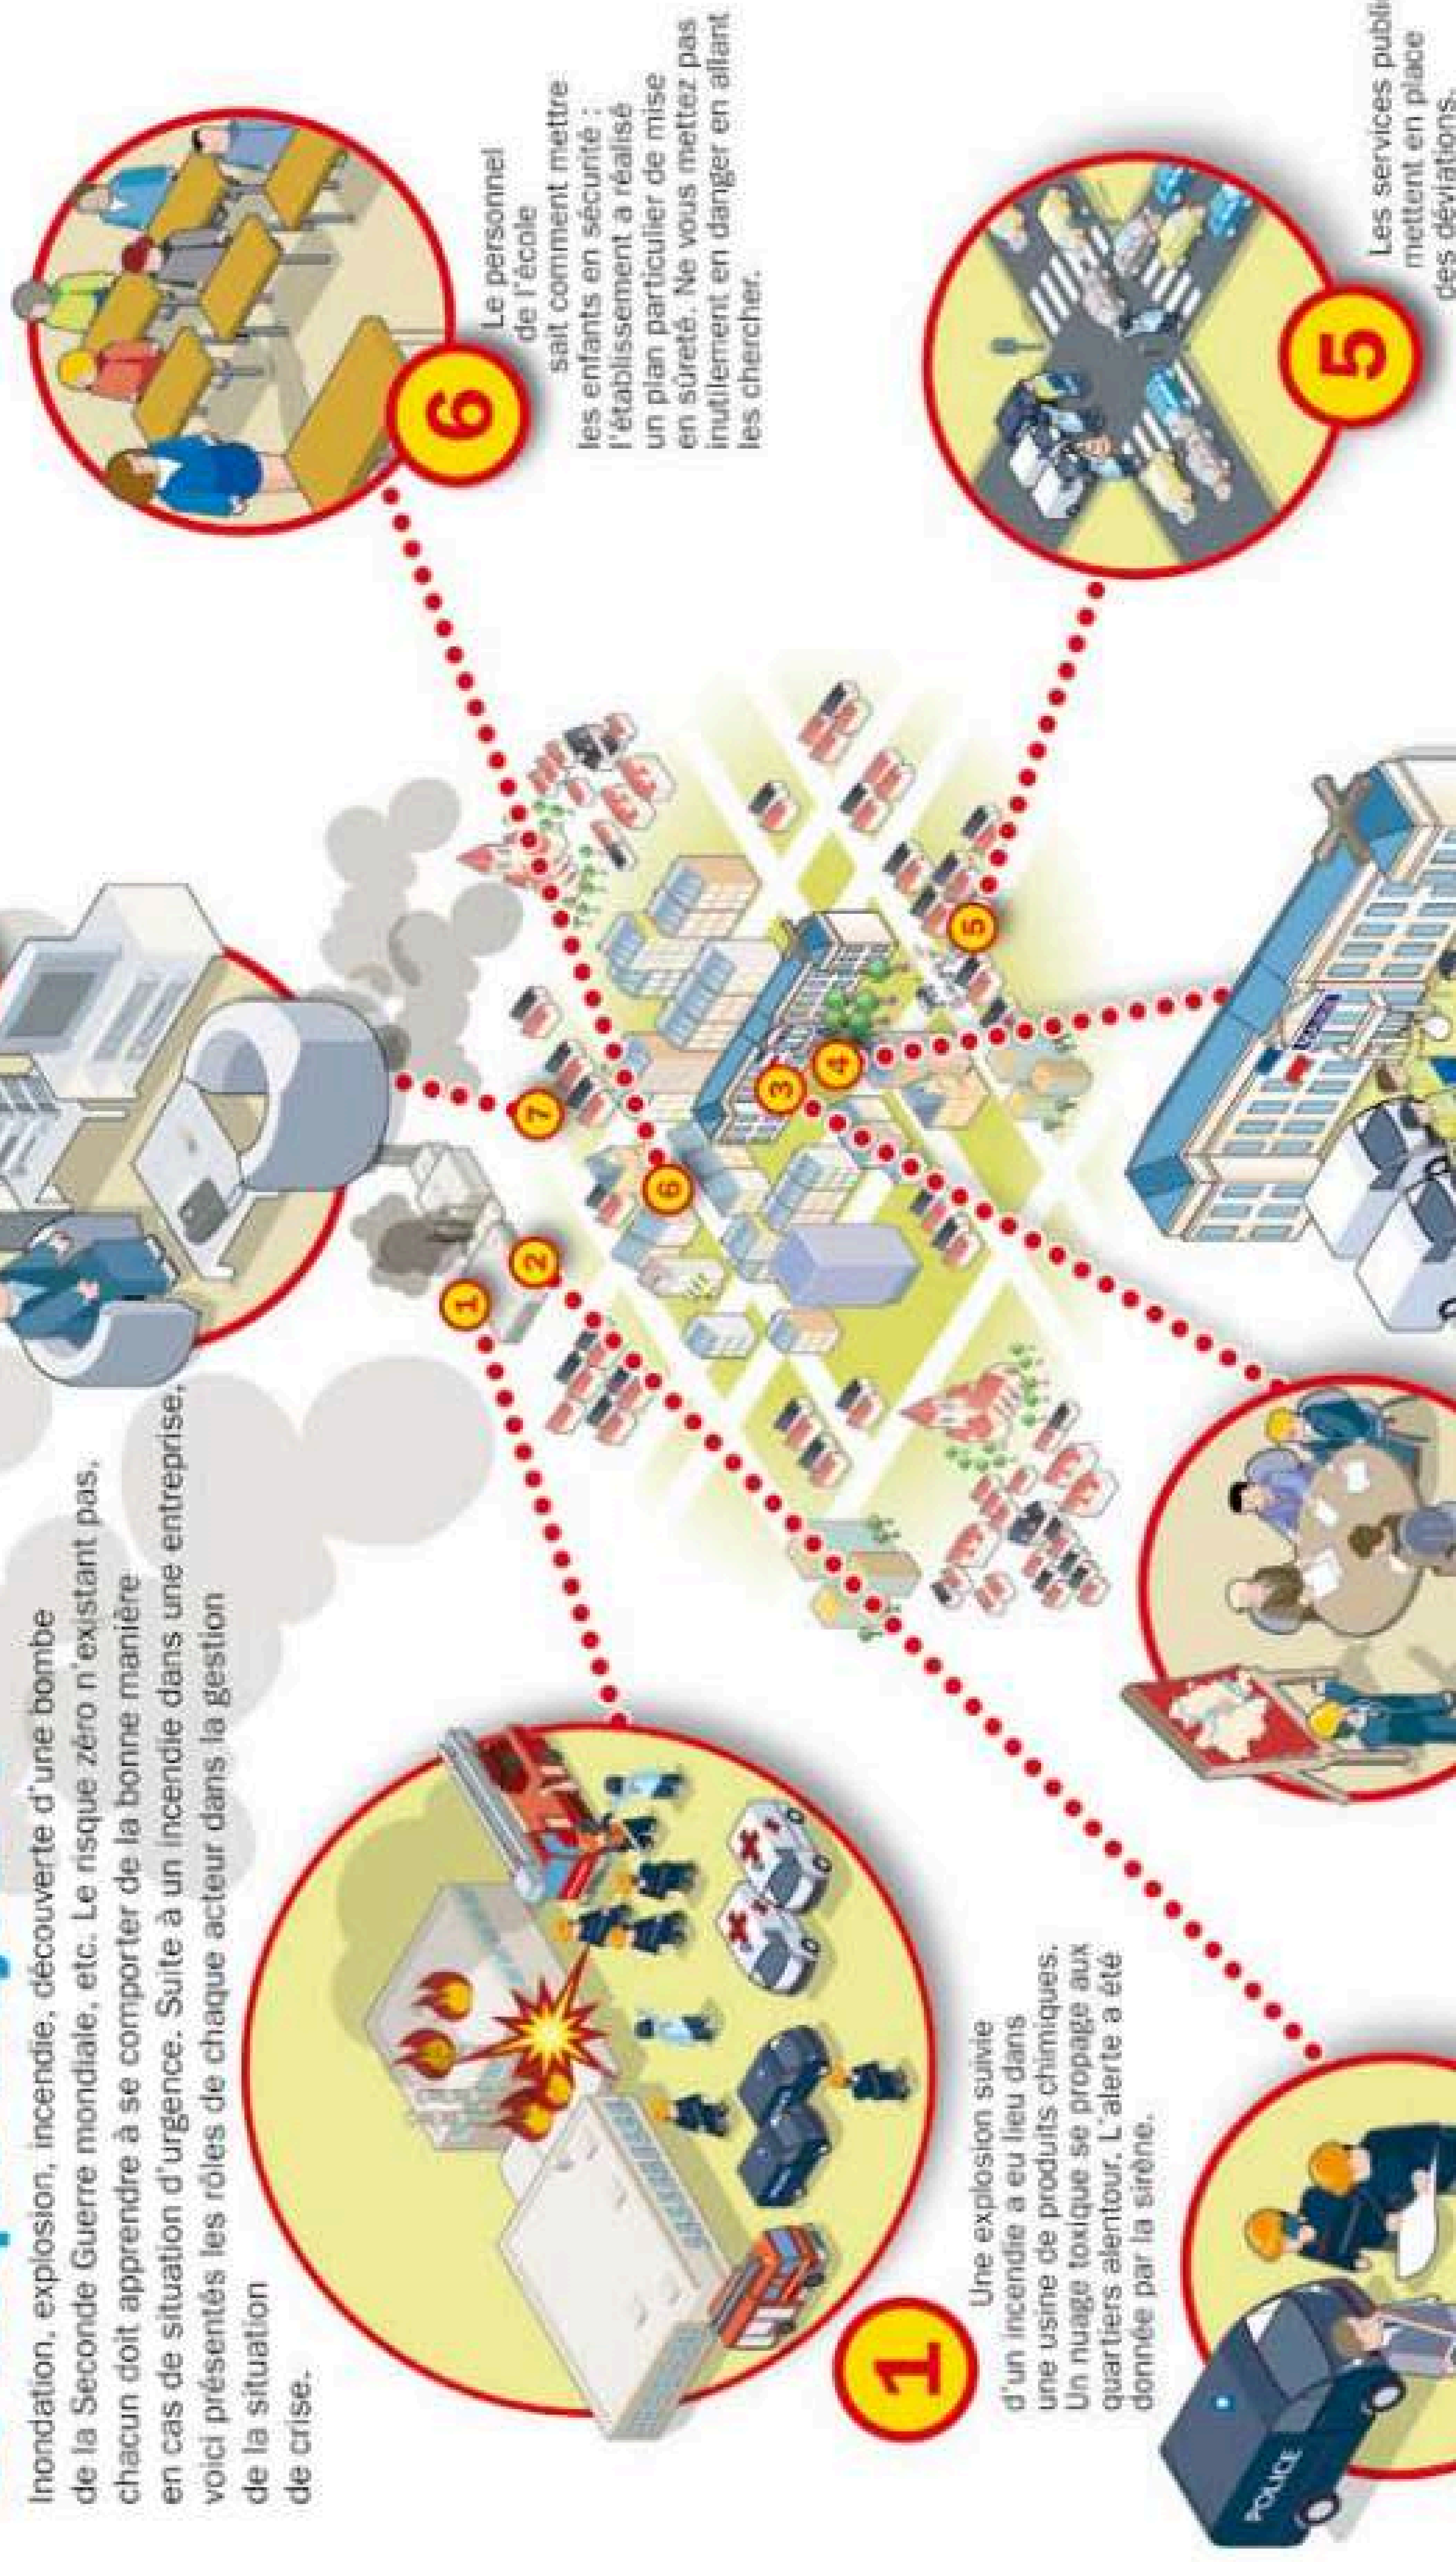 Inondation, explosion, incendie, découverte d'une bombe
de la Seconde Guerre mondiale, etc. Le risque zéro n'existant pas,
chacun doit apprendre à se comporter de la bonne manière
en cas de situation d'urgence. Suite à un incendie dans une entreprise,
voici présentés les rôles de chaque acteur dans la gestion
de la situation
de crise.
1
Une explosion suivie
d'un incendie a eu lieu dans
une usine de produits chimiques.
Un nuage toxique se propage aux
quartiers alentour. L'alerte a été
donnée par la sirène.
POLICE
1
2
7
6
3
4
5
6
Le personnel
de l'école
sait comment mettre
les enfants en sécurité :
l'établissement a réalisé
un plan particulier de mise
en sûreté. Ne vous mettez pas
inutilement en danger en allant
les chercher.
5
Les services publi
mettent en place
des déviations.